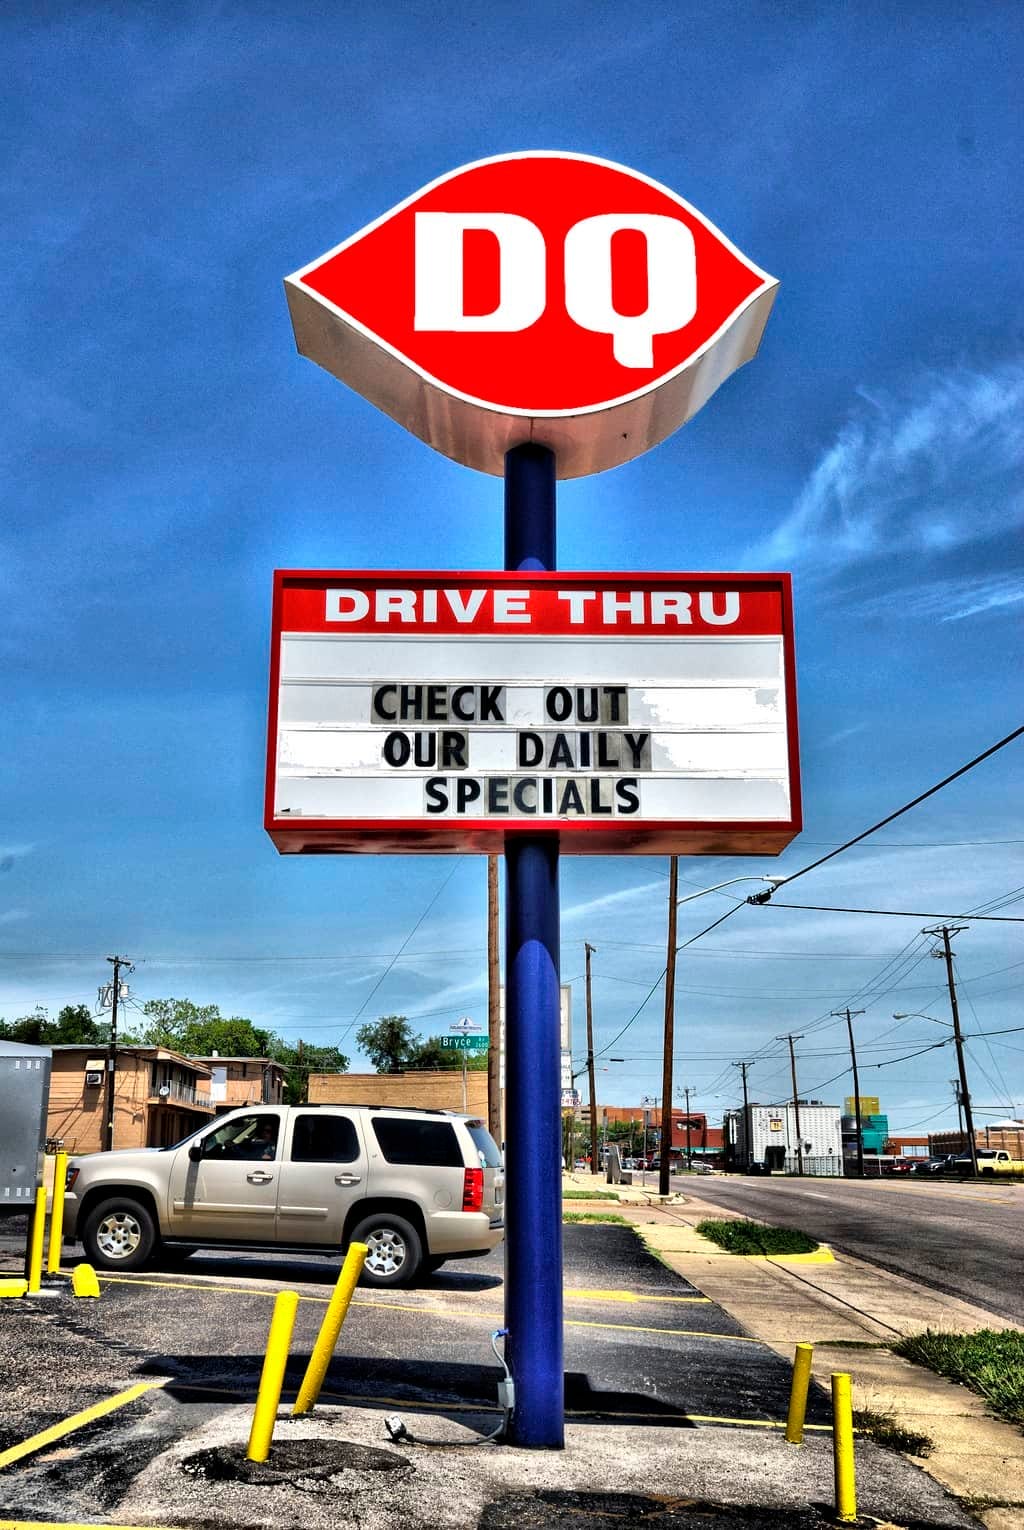 DQ
DRIVE THRU
CHECK OUT
OUR DAILY
SPECIALS
Bryce